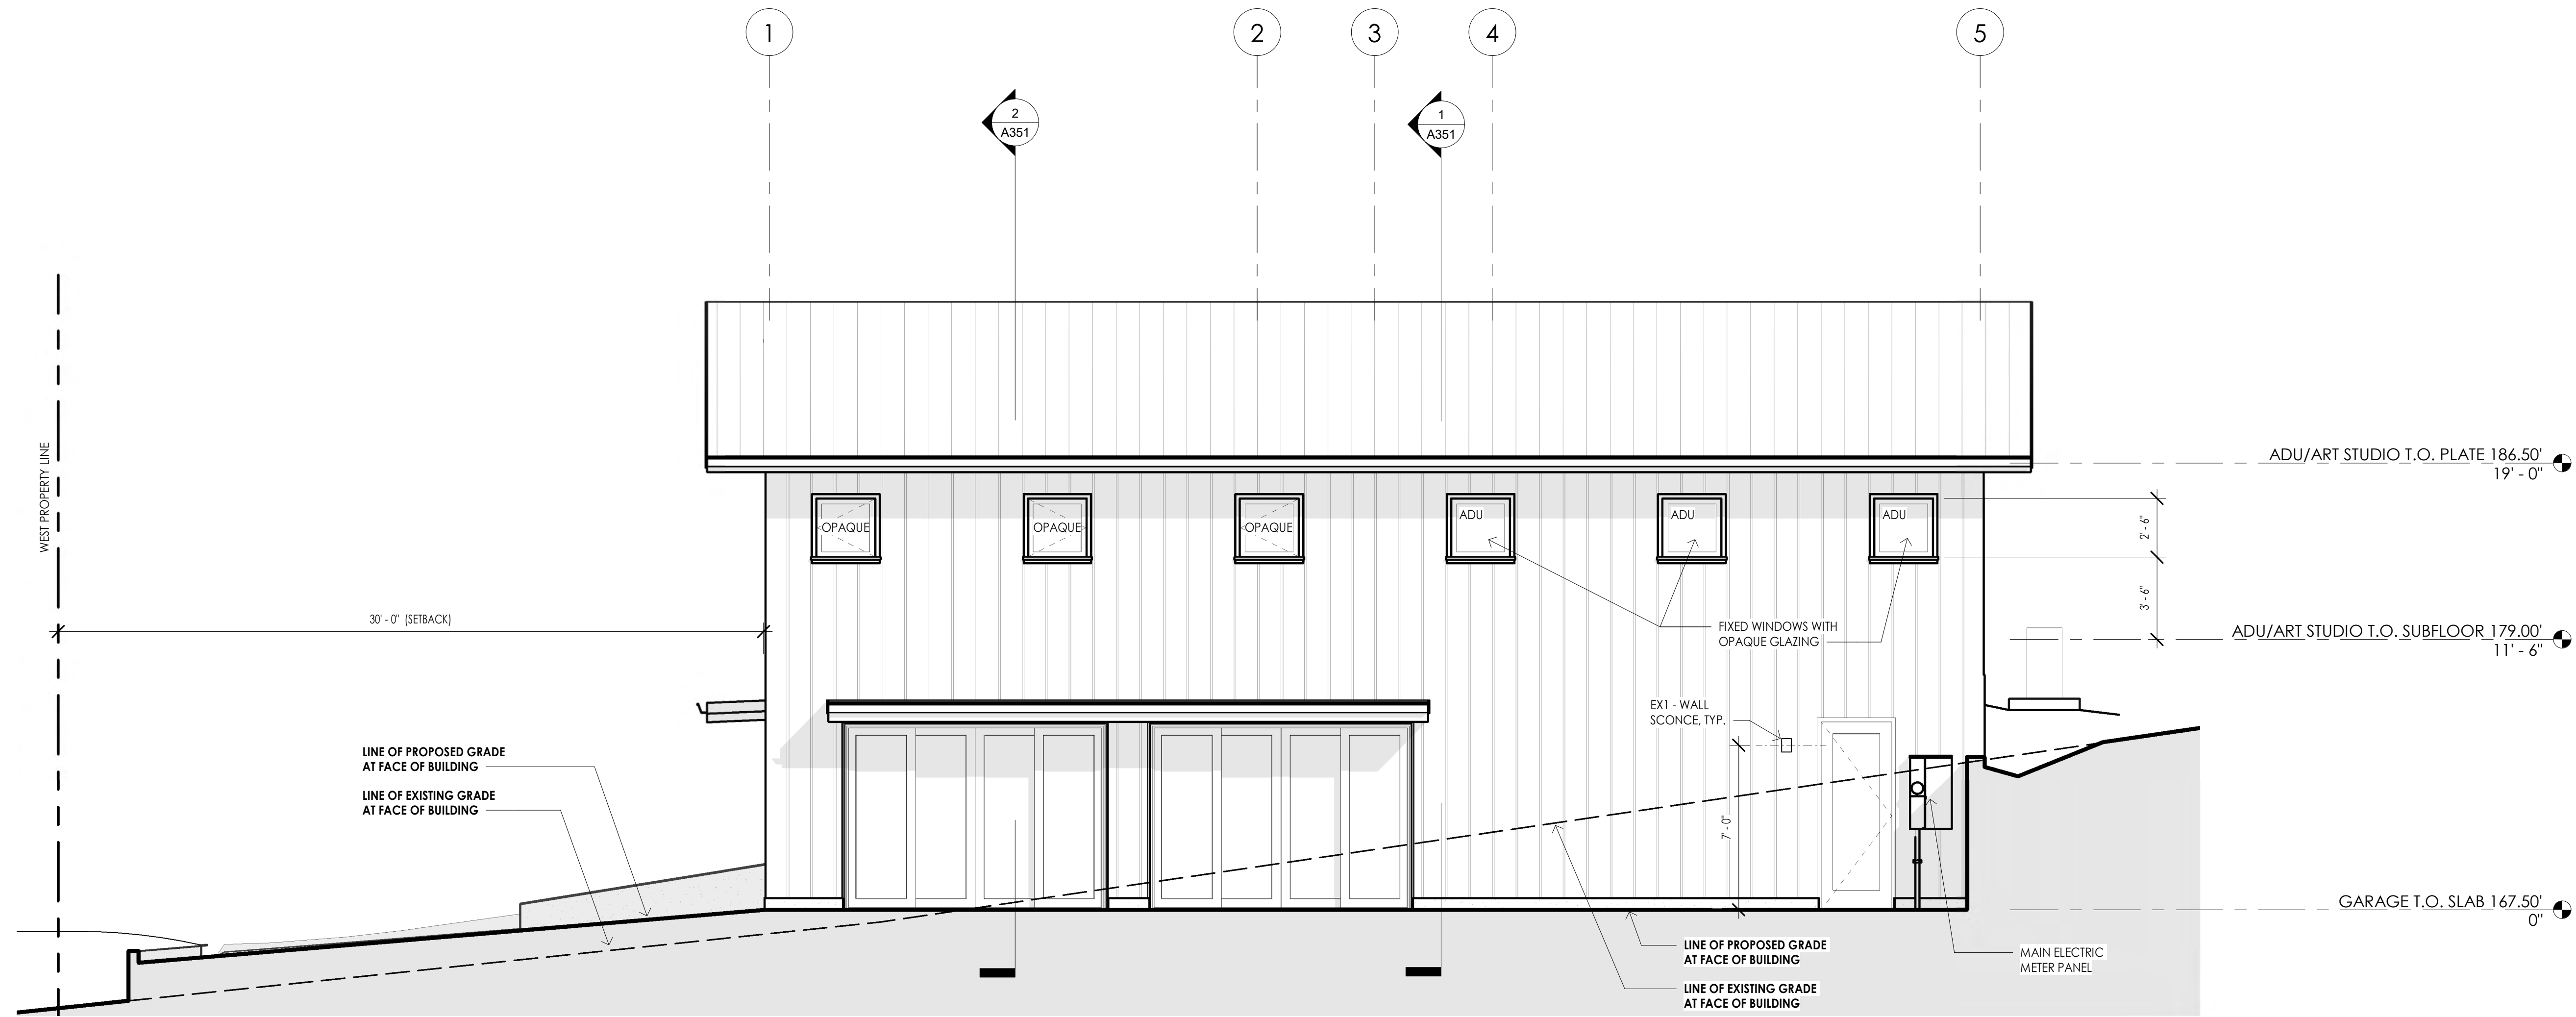 1
2
3
4
5
2
A351
1
A351
WEST PROPERTY LINE
ADU/ART STUDIO T.O. PLATE 186.50'
19' - 0"
OPAQUE
OPAQUE
OPAQUE
ADU
ADU
ADU
2' - 6"
3' - 6"
30' - 0" (SETBACK)
FIXED WINDOWS WITH
OPAQUE GLAZING
ADU/ART STUDIO T.O. SUBFLOOR 179.00'
11' - 6"
EX1 - WALL
SCONCE, TYP.
LINE OF PROPOSED GRADE
AT FACE OF BUILDING
LINE OF EXISTING GRADE
AT FACE OF BUILDING
7' - 0"
GARAGE T.O. SLAB 167.50'
0"
LINE OF PROPOSED GRADE
AT FACE OF BUILDING
MAIN ELECTRIC
METER PANEL
LINE OF EXISTING GRADE
AT FACE OF BUILDING